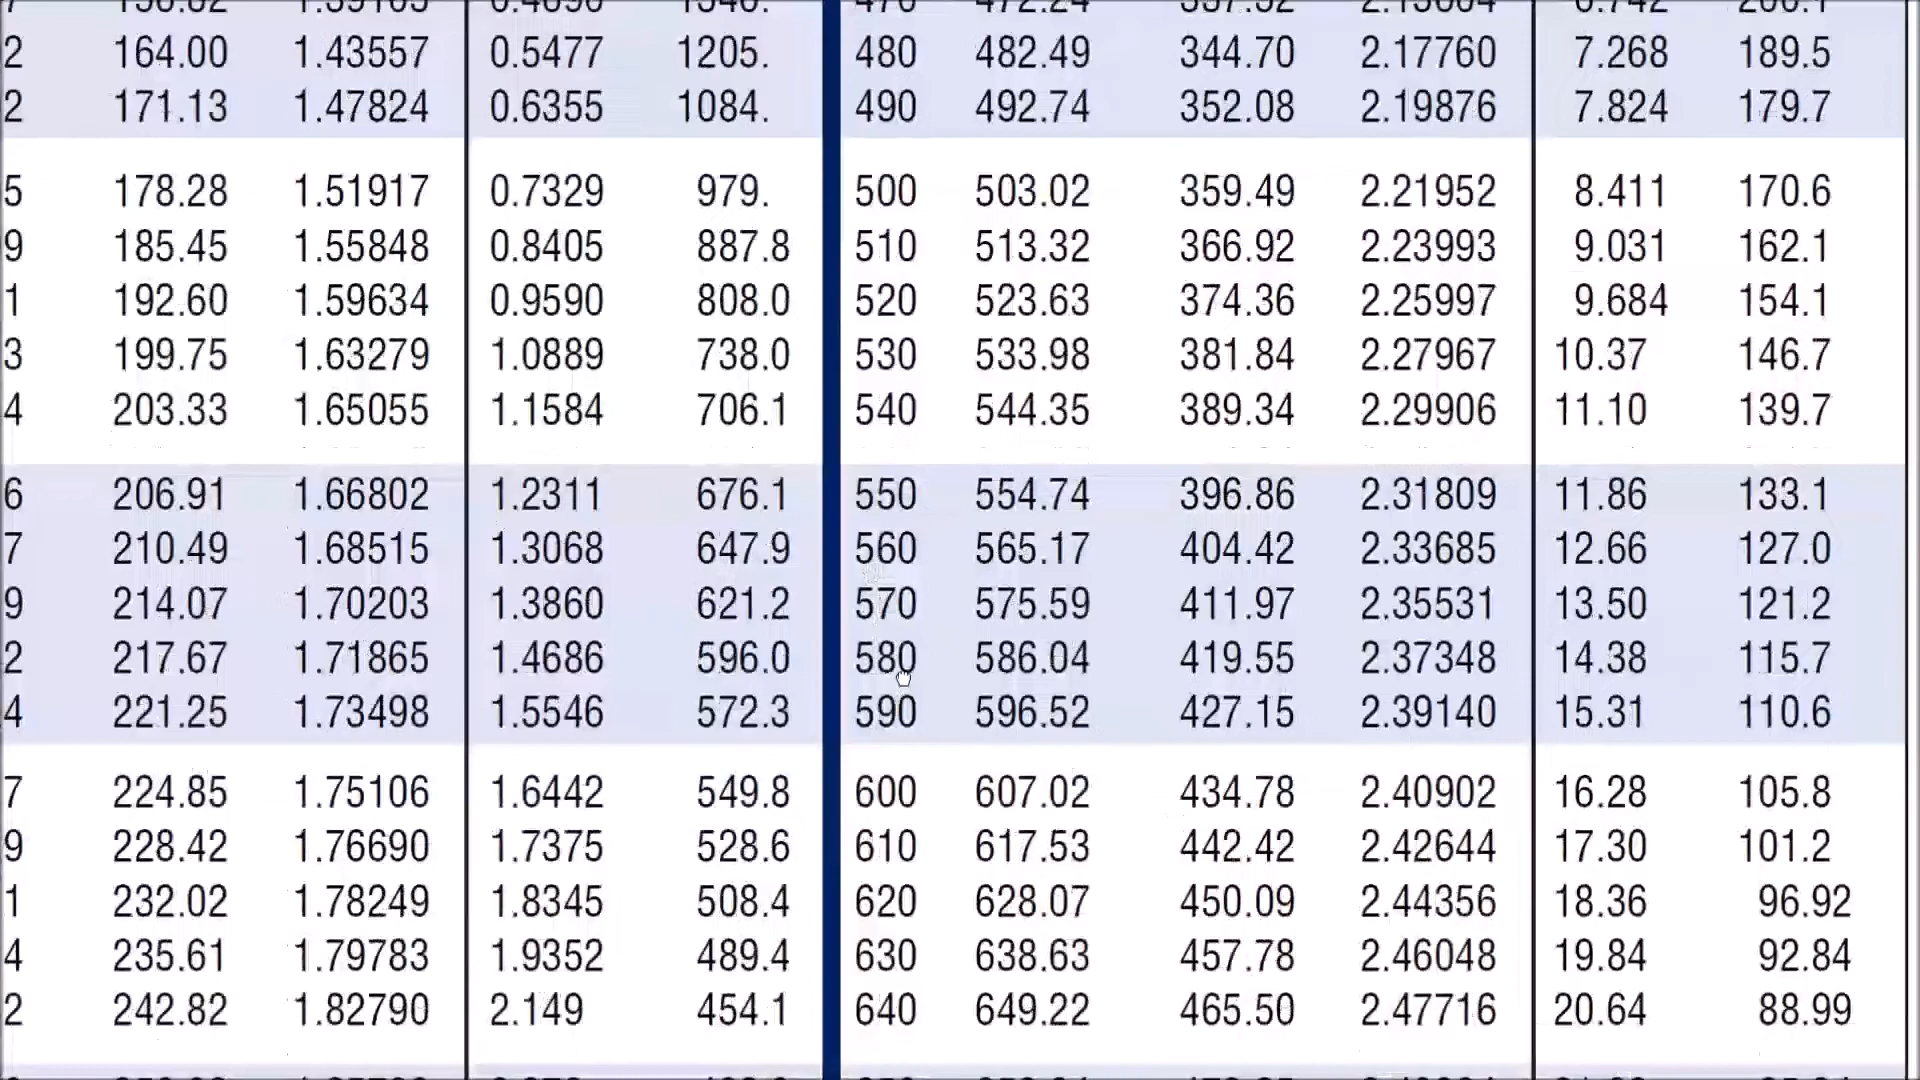 2 164.00 1.43557 0.5477 1205. 480 482.49 344.70 2.17760 7.268 189.5
2 171.13 1.47824 0.6355 1084. 490 492.74 352.08 2.19876 7.824 179.7
5 178.28 1.51917 0.7329 979. 500 503.02 359.49 2.21952 8.411 170.6
9 185.45 1.55848 0.8405 887.8 510 513.32 366.92 2.23993 9.031 162.1
1 192.60 1.59634 0.9590 808.0 520 523.63 374.36 2.25997 9.684 154.1
3 199.75 1.63279 1.0889 738.0 530 533.98 381.84 2.27967 10.37 146.7
4 203.33 1.65055 1.1584 706.1 540 544.35 389.34 2.29906 11.10 139.7
6 206.91 1.66802 1.2311 676.1 550 554.74 396.86 2.31809 11.86 133.1
7 210.49 1.68515 1.3068 647.9 560 565.17 404.42 2.33685 12.66 127.0
9 214.07 1.70203 1.3860 621.2 570 575.59 411.97 2.35531 13.50 121.2
2 217.67 1.71865 1.4686 596.0 580 586.04 419.55 2.37348 14.38 115.7
4 221.25 1.73498 1.5546 572.3 590 596.52 427.15 2.39140 15.31 110.6
7 224.85 1.75106 1.6442 549.8 600 607.02 434.78 2.40902 16.28 105.8
9 228.42 1.76690 1.7375 528.6 610 617.53 442.42 2.42644 17.30 101.2
1 232.02 1.78249 1.8345 508.4 620 628.07 450.09 2.44356 18.36 96.92
4 235.61 1.79783 1.9352 489.4 630 638.63 457.78 2.46048 19.84 92.84
2 242.82 1.82790 2.149 454.1 640 649.22 465.50 2.47716 20.64 88.99